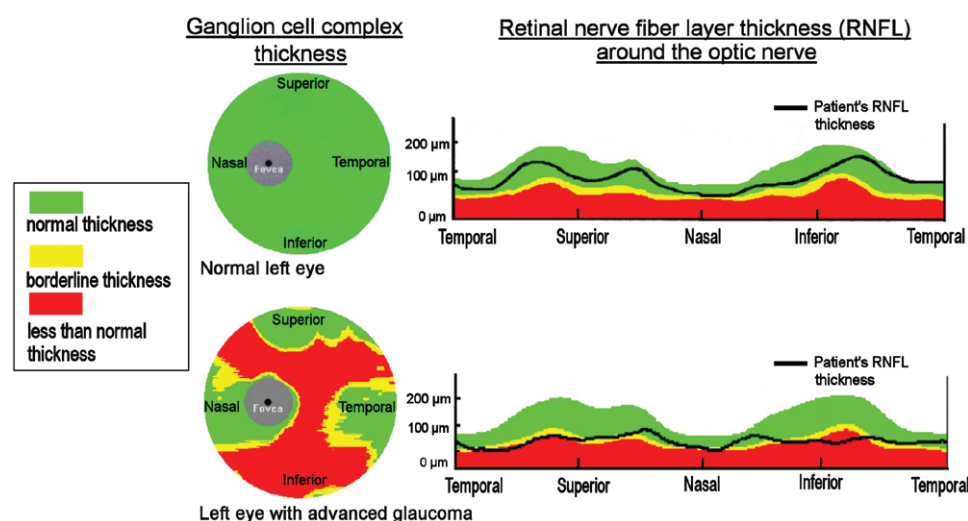 Ganglion cell complex
thickness
Retinal nerve fiber layer thickness (RNFL)
around the optic nerve
Superior
Nasal
Fovea
Temporal
Inferior
Normal left eye
Patient's RNFL
thickness
200 µm
100 µm
0 µm
Temporal
Superior
Nasal
Inferior
Temporal
normal thickness
borderline thickness
less than normal
thickness
Superior
Nasal
Fovea
Temporal
Inferior
Left eye with advanced glaucoma
Patient's RNFL
thickness
200 µm
100 µm
0 µm
Temporal
Superior
Nasal
Inferior
Temporal